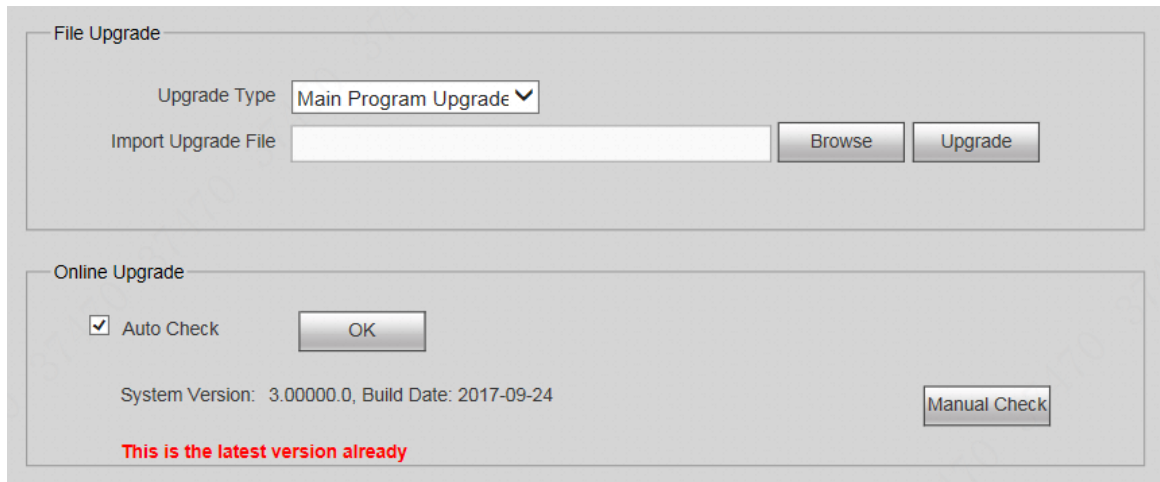 File Upgrade
Upgrade Type Main Program Upgrade
Import Upgrade File Browse Upgrade
Online Upgrade
Auto Check OK
System Version: 3.00000.0, Build Date: 2017-09-24
Manual Check
This is the latest version already